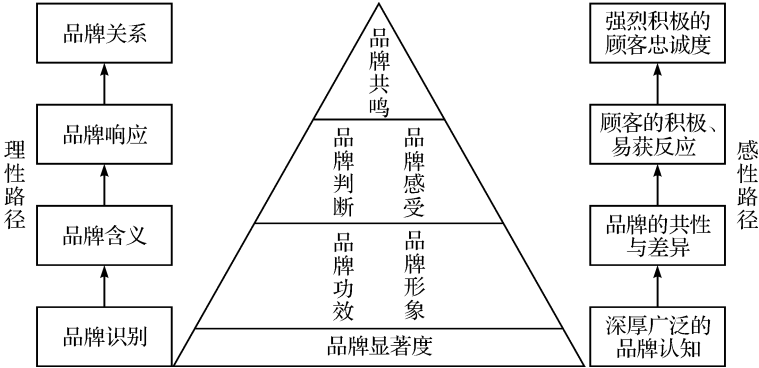 理性路径
品牌关系
品牌响应
品牌含义
品牌识别
品牌共鸣
品牌判断
品牌感受
品牌功效
品牌形象
品牌显著度
强烈积极的
顾客忠诚度
顾客的积极、
易获反应
品牌的共性
与差异
深厚广泛的
品牌认知
感性路径